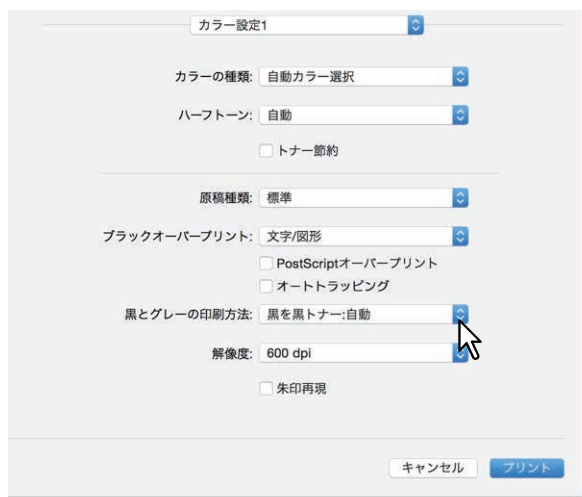 カラー設定1
カラーの種類: 自動カラー選択
ハーフトーン: 自動
トナー節約
原稿種類: 標準
ブラックオーバープリント: 文字/図形
PostScriptオーバープリント
オートトラッピング
黒とグレーの印刷方法: 黒を黒トナー:自動
解像度: 600 dpi
朱印再現
キャンセル プリント